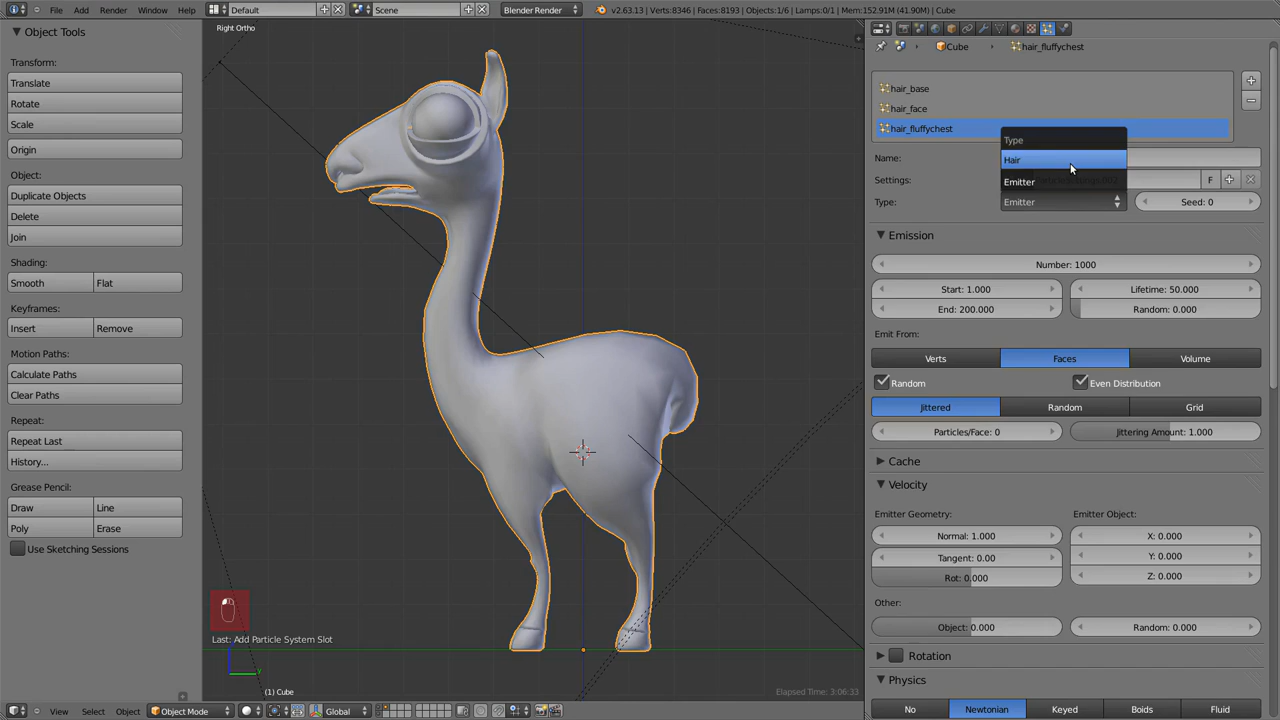 File Add Render Window Help Default Scene Blender Render v2.63.13 | Verts:8346 | Faces:8193 | Objects:1/6 | Lamps:0/1 | Mem:152.91M (41.90M) | Cube
Object Tools
Transform:
Translate
Rotate
Scale
Origin
Object:
Duplicate Objects
Delete
Join
Shading:
Smooth Flat
Keyframes:
Insert Remove
Motion Paths:
Calculate Paths
Clear Paths
Repeat:
Repeat Last
History...
Grease Pencil:
Draw Line
Poly Erase
Use Sketching Sessions
Right Ortho
Last: Add Particle System Slot
(1) Cube
Elapsed Time: 3:06:33
View Select Object Object Mode Global
Cube hair_fluffychest
hair_base
hair_face
hair_fluffychest
Type
Name: Hair
Settings: Emitter F
Type: Emitter Seed: 0
Emission
Number: 1000
Start: 1.000 Lifetime: 50.000
End: 200.000 Random: 0.000
Emit From:
Verts Faces Volume
Random Even Distribution
Jittered Random Grid
Particles/Face: 0 Jittering Amount: 1.000
Cache
Velocity
Emitter Geometry: Emitter Object:
Normal: 1.000 X: 0.000
Tangent: 0.00 Y: 0.000
Rot: 0.000 Z: 0.000
Other:
Object: 0.000 Random: 0.000
Rotation
Physics
No Newtonian Keyed Boids Fluid